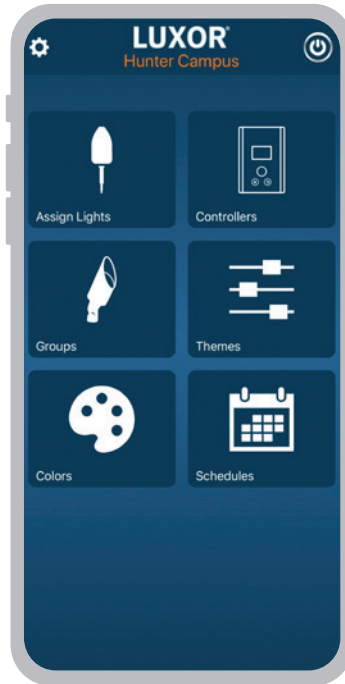 LUXOR®
Hunter Campus
Assign Lights
Controllers
Groups
Themes
Colors
Schedules